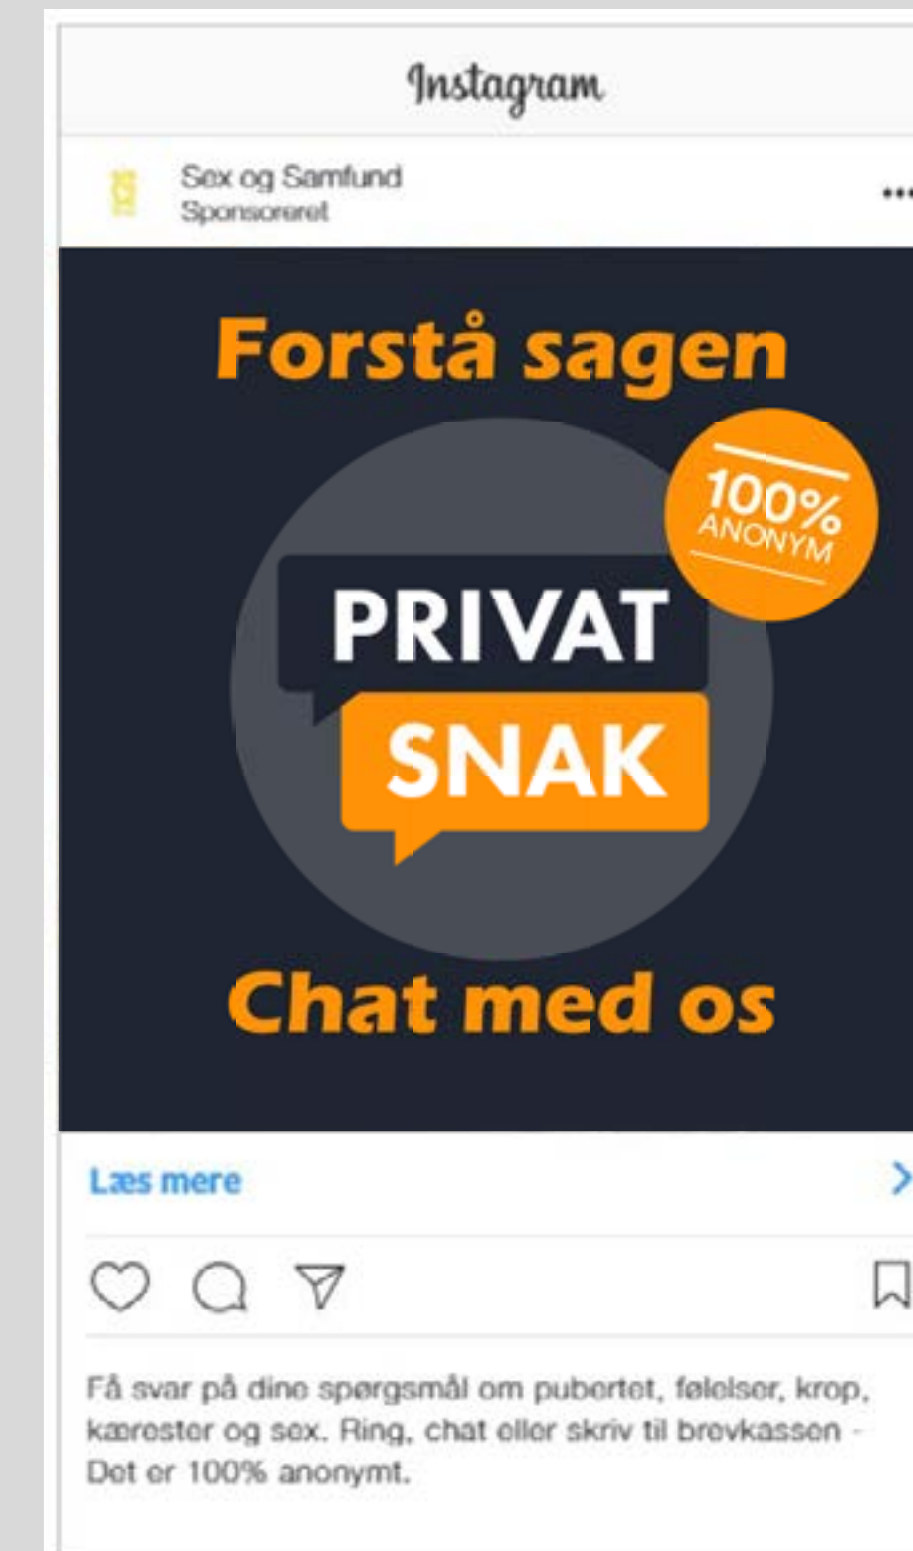 Instagram
Sex og Samfund
Sponsoreret
Forstå sagen
100%
ANONYM
PRIVAT
SNAK
Chat med os
Læs mere
Få svar på dine spørgsmål om pubertet, følelser, krop,
kærester og sex. Ring, chat eller skriv til brevkassen -
Det er 100% anonymt.